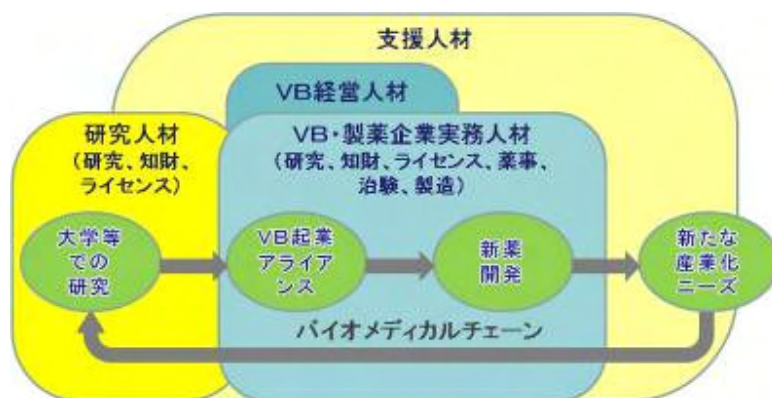 支援人材
VB経営人材
研究人材
（研究、知財、
ライセンス）
VB・製薬企業実務人材
（研究、知財、ライセンス、薬事、
治験、製造）
大学等
での
研究
VB起業
アライア
ンス
新薬
開発
新たな
産業化
ニーズ
バイオメディカルチェーン